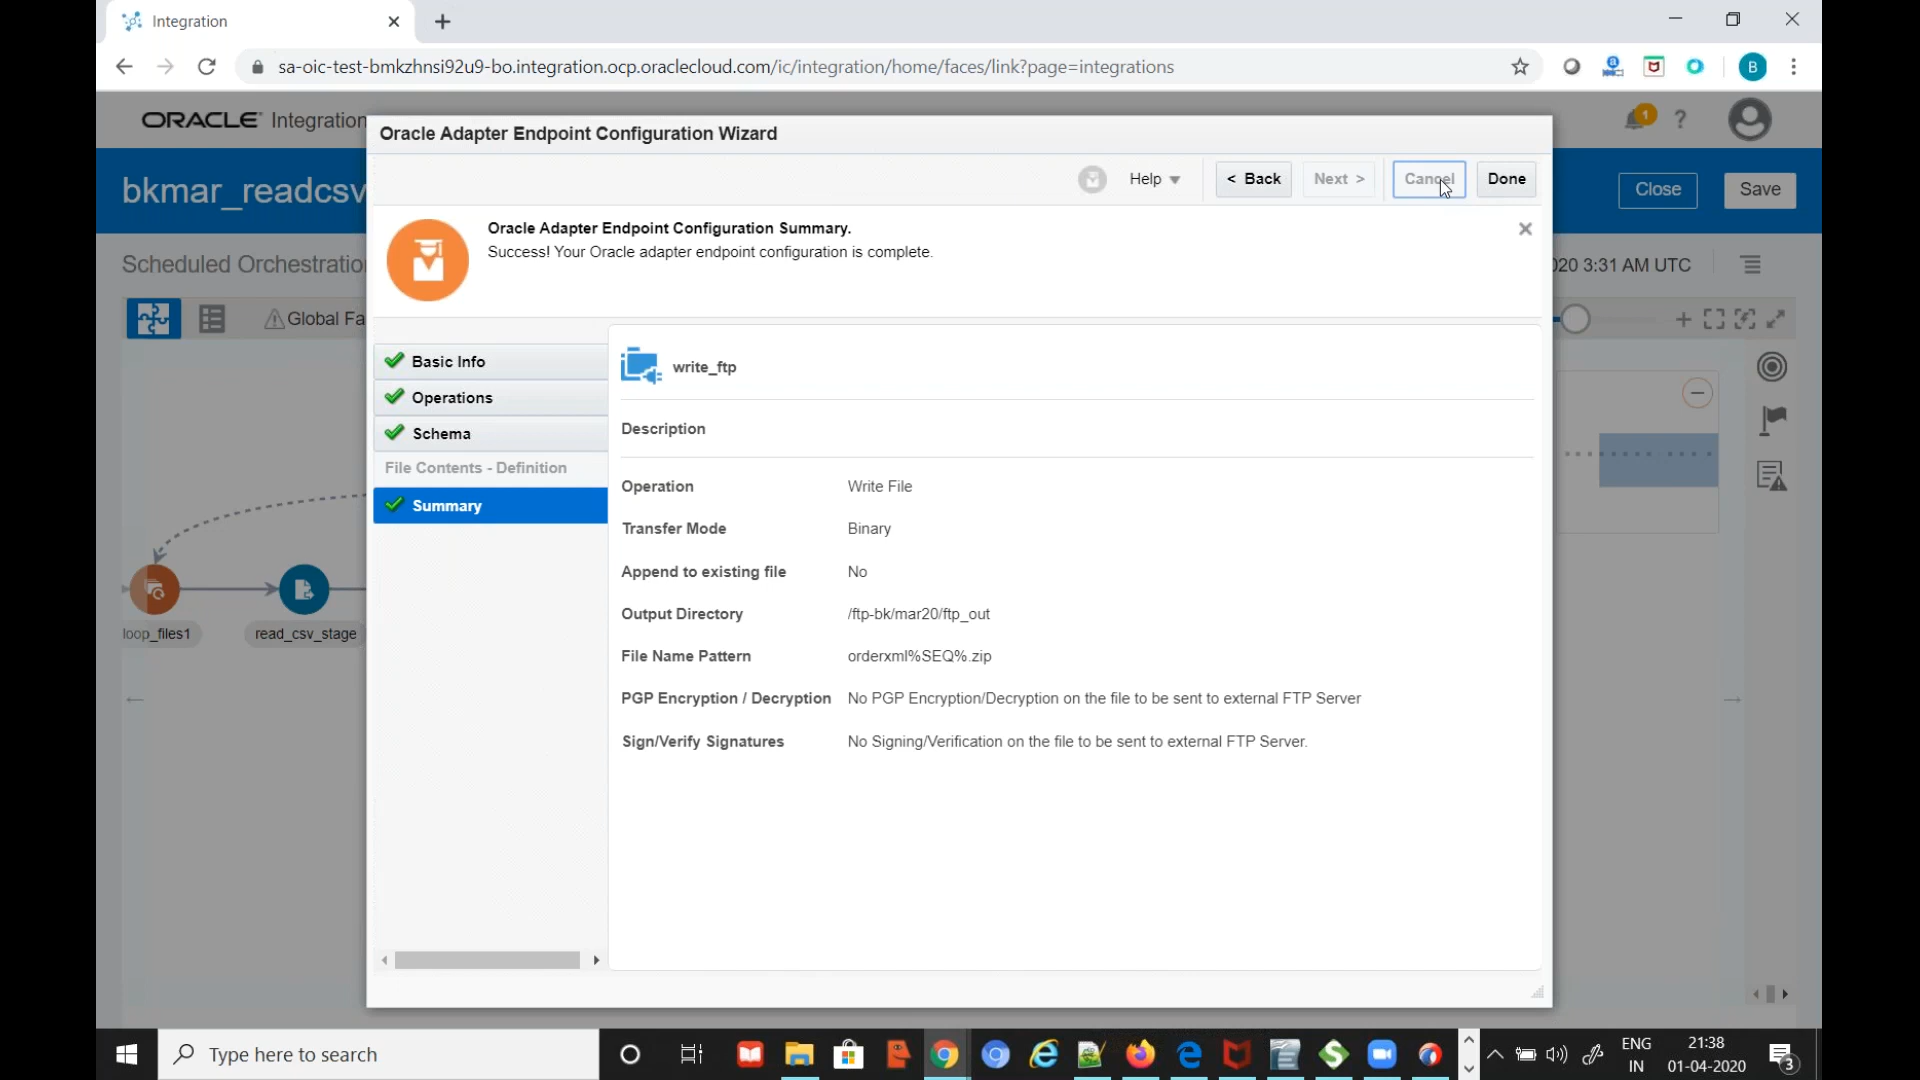 Integration
sa-oic-test-bmkzhnsi92u9-bo.integration.ocp.oraclecloud.com/ic/integration/home/faces/link?page=integrations
B
ORACLE Integration
1
?
Oracle Adapter Endpoint Configuration Wizard
Help
< Back
Next >
Cancel
Done
bkmar_readcsv
Close
Save
Oracle Adapter Endpoint Configuration Summary.
Success! Your Oracle adapter endpoint configuration is complete.
Scheduled Orchestratio
020 3:31 AM UTC
Global Fa
Basic Info
Operations
Schema
File Contents - Definition
Summary
write_ftp
Description
Operation Write File
Transfer Mode Binary
Append to existing file No
Output Directory /ftp-bk/mar20/ftp_out
File Name Pattern orderxml%SEQ%.zip
PGP Encryption / Decryption No PGP Encryption/Decryption on the file to be sent to external FTP Server
Sign/Verify Signatures No Signing/Verification on the file to be sent to external FTP Server.
loop_files1
read_csv_stage
Type here to search
ENG
IN
21:38
01-04-2020
3